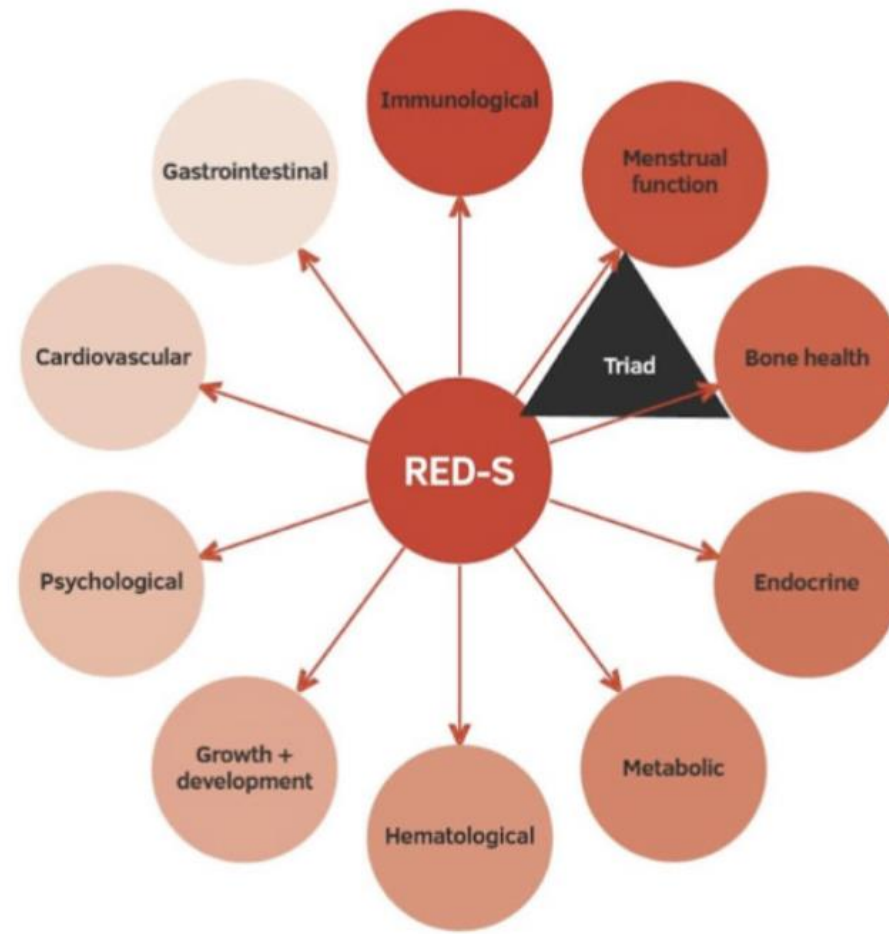 Immunological
Menstrual
function
Gastrointestinal
Triad
Cardiovascular
Bone health
RED-S
Psychological
Endocrine
Growth +
development
Metabolic
Hematological